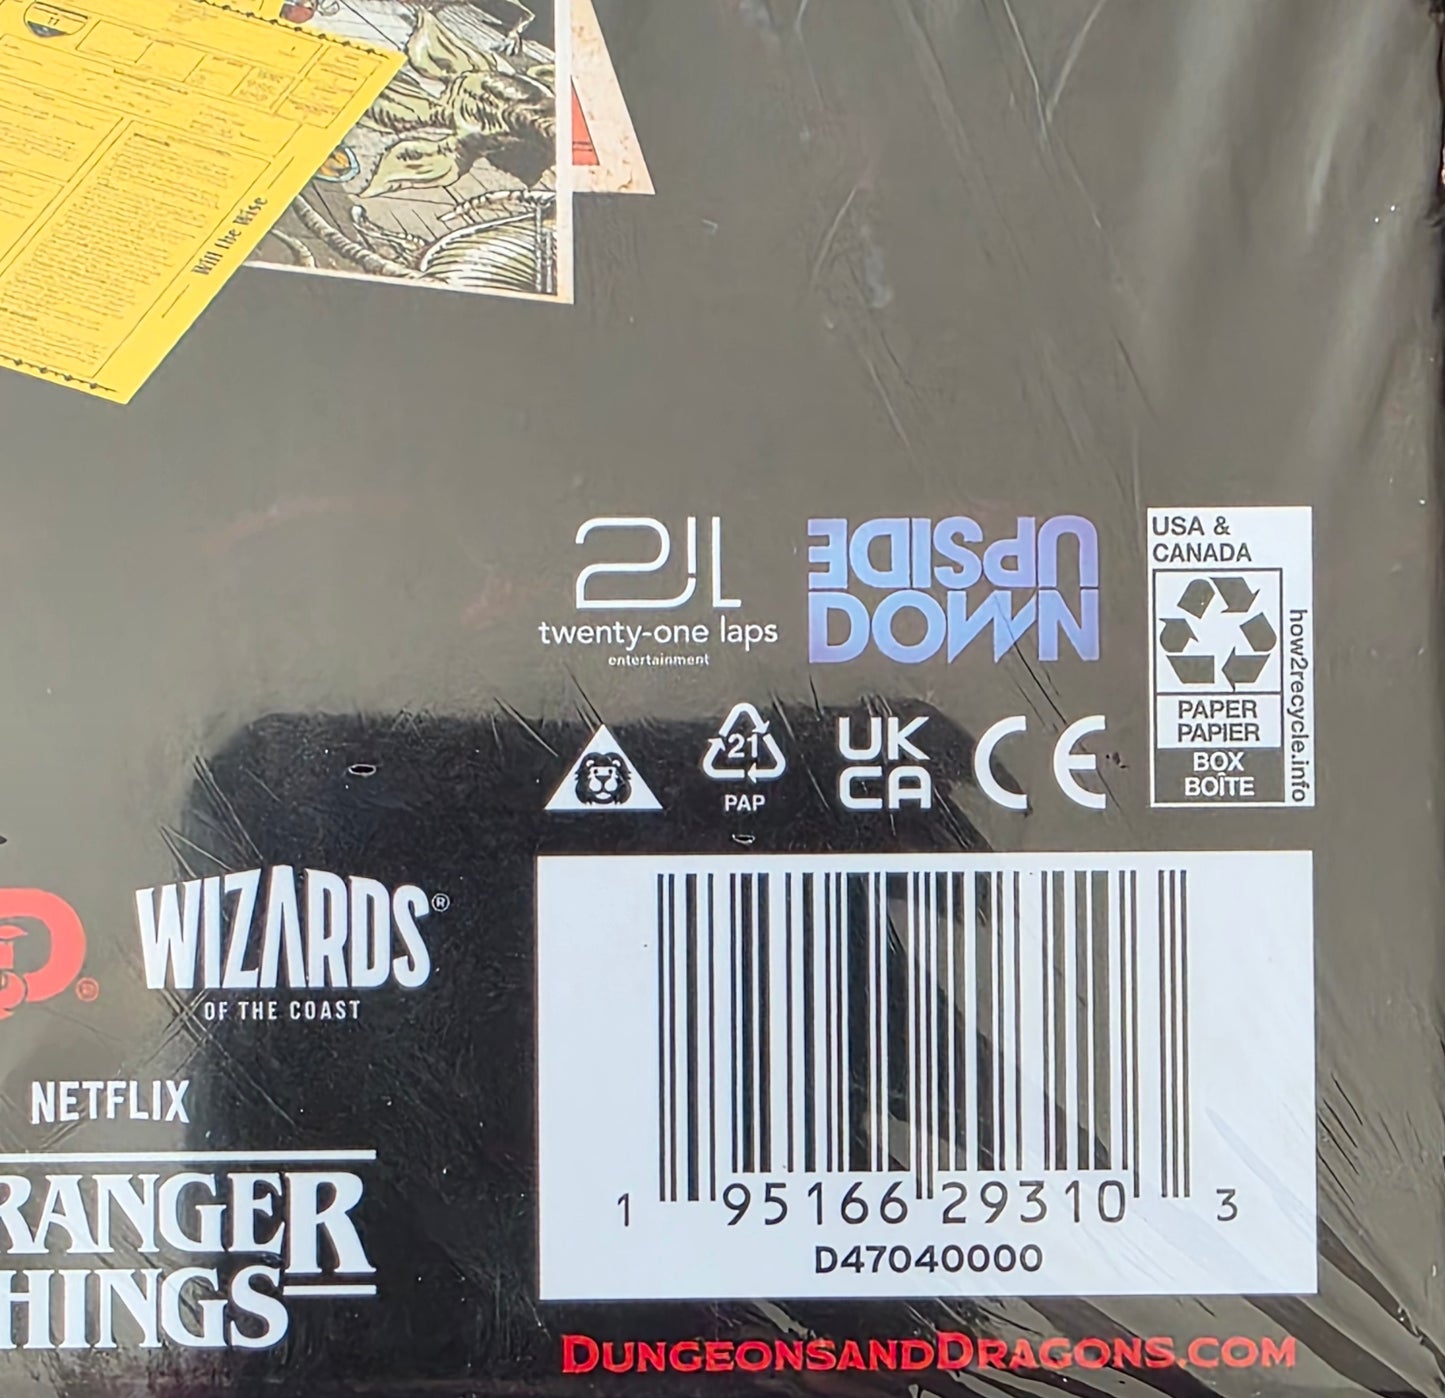 Will the Wise
21L
twenty-one laps
entertainment
UPSIDE
DOWN
USA &
CANADA
PAPER
PAPIER
BOX
BOÎTE
how2recycle.info
21
PAP
UK
CA
CE
WIZARDS®
OF THE COAST
NETFLIX
RANGER
HINGS
1 95166 29310 3
D47040000
DUNGEONSANDDRAGONS.COM